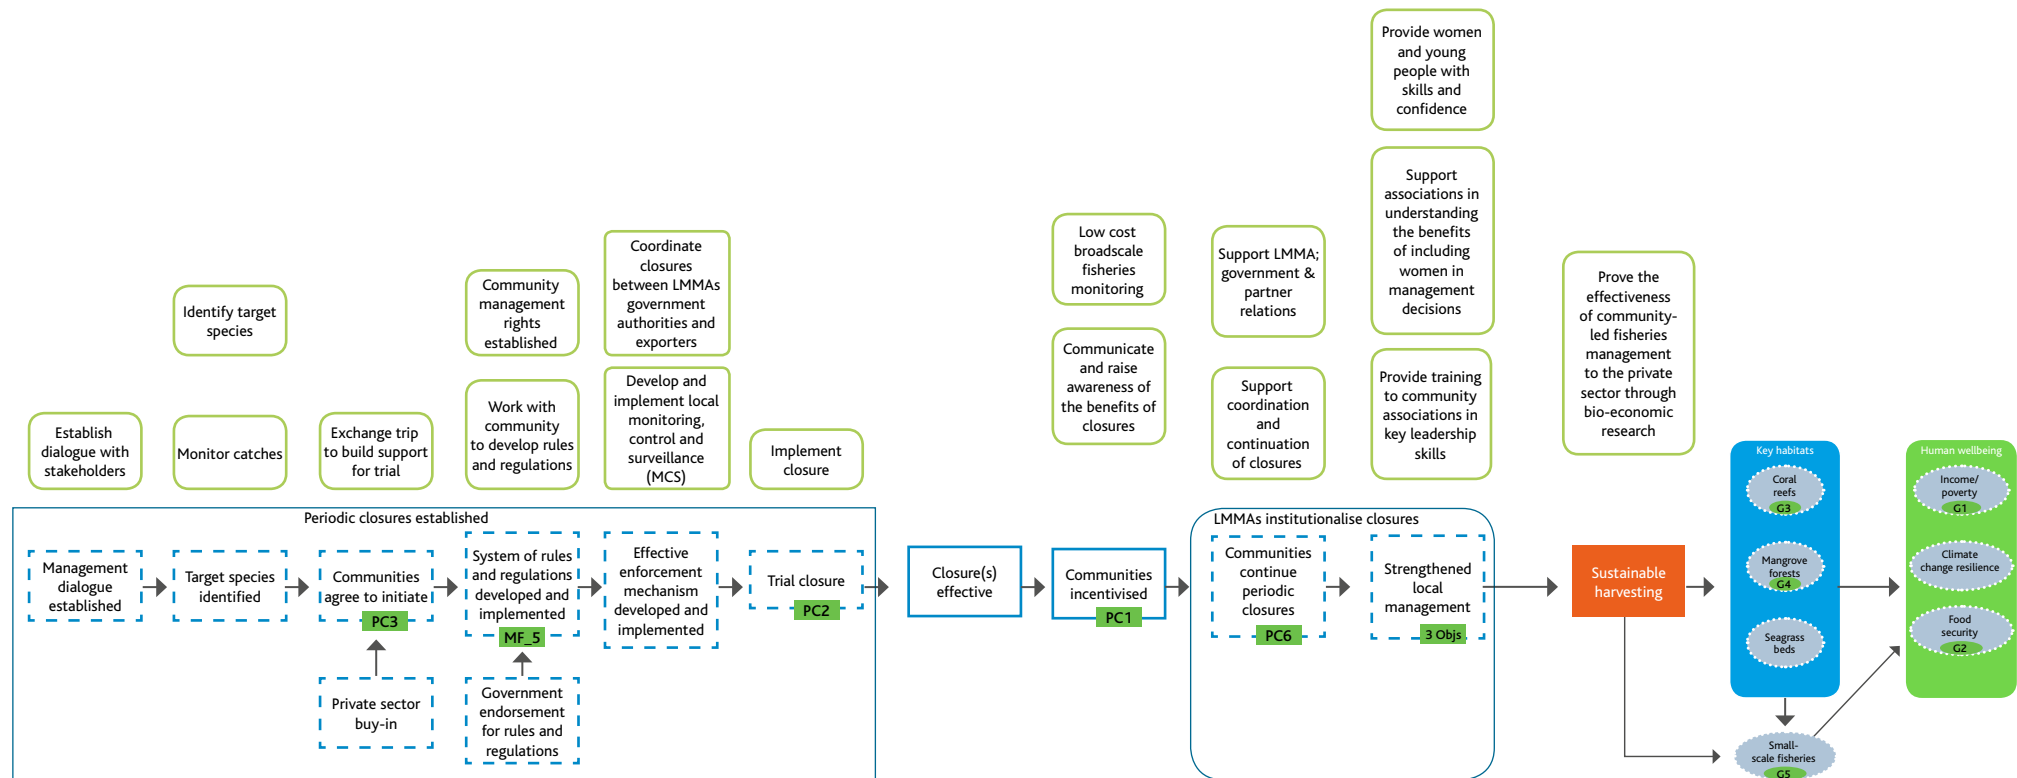 Provide women
and young
people with
skills and
confidence
Support
associations in
understanding
the benefits
of including
women in
management
decisions
Low cost
broadscale
fisheries
monitoring
Support LMMA;
government &
partner
relations
Coordinate
closures
between LMMAs
government
authorities and
exporters
Community
management
rights
established
Identify target
species
Prove the
effectiveness
of community-
led fisheries
management
to the private
sector through
bio-economic
research
Establish
dialogue with
stakeholders
Monitor catches
Exchange trip
to build support
for trial
Work with
community
to develop rules
and regulations
Develop and
implement local
monitoring,
control and
surveillance
(MCS)
Implement
closure
Communicate
and raise
awareness of
the benefits of
closures
Support
coordination
and
continuation
of closures
Provide training
to community
associations in
key leadership
skills
Periodic closures established
Management
dialogue
established
Target species
identified
Communities
agree to initiate
PC3
System of rules
and regulations
developed and
implemented
MF_5
Effective
enforcement
mechanism
developed and
implemented
Trial closure
PC2
Private sector
buy-in
Government
endorsement
for rules and
regulations
Closure(s)
effective
Communities
incentivised
PC1
LMMAs institutionalise closures
Communities
continue
periodic
closures
PC6
Strengthened
local
management
3 Objs
Sustainable
harvesting
Key habitats
Coral
reefs
G3
Mangrove
forests
G4
Seagrass
beds
Small-
scale fisheries
G5
Human wellbeing
Income/
poverty
G1
Climate
change resilience
Food
security
G2